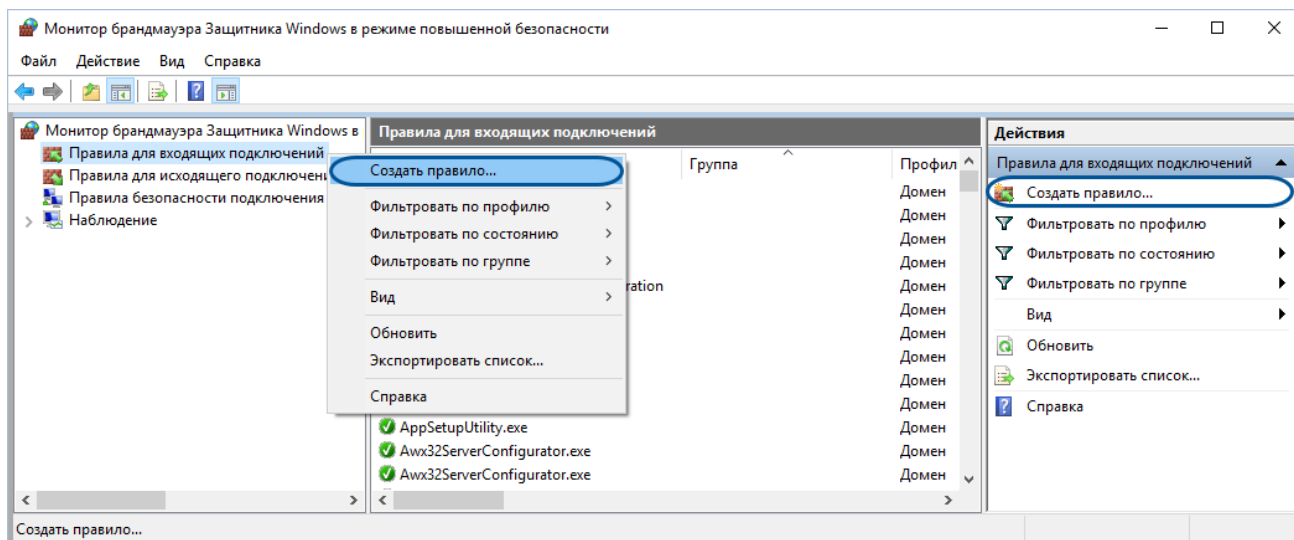 Монитор брандмауэра Защитника Windows в режиме повышенной безопасности
Файл Действие Вид Справка
Монитор брандмауэра Защитника Windows в
Правила для входящих подключений
Правила для исходящего подключени
Правила безопасности подключения
Наблюдение
Правила для входящих подключений
Группа
Профил
Создать правило...
Фильтровать по профилю
Фильтровать по состоянию
Фильтровать по группе
Вид
Обновить
Экспортировать список...
Справка
ration
Домен
Домен
Домен
Домен
Домен
Домен
Домен
Домен
Домен
Домен
AppSetupUtility.exe Домен
Awx32ServerConfigurator.exe Домен
Awx32ServerConfigurator.exe Домен
Действия
Правила для входящих подключений
Создать правило...
Фильтровать по профилю
Фильтровать по состоянию
Фильтровать по группе
Вид
Обновить
Экспортировать список...
Справка
Создать правило...